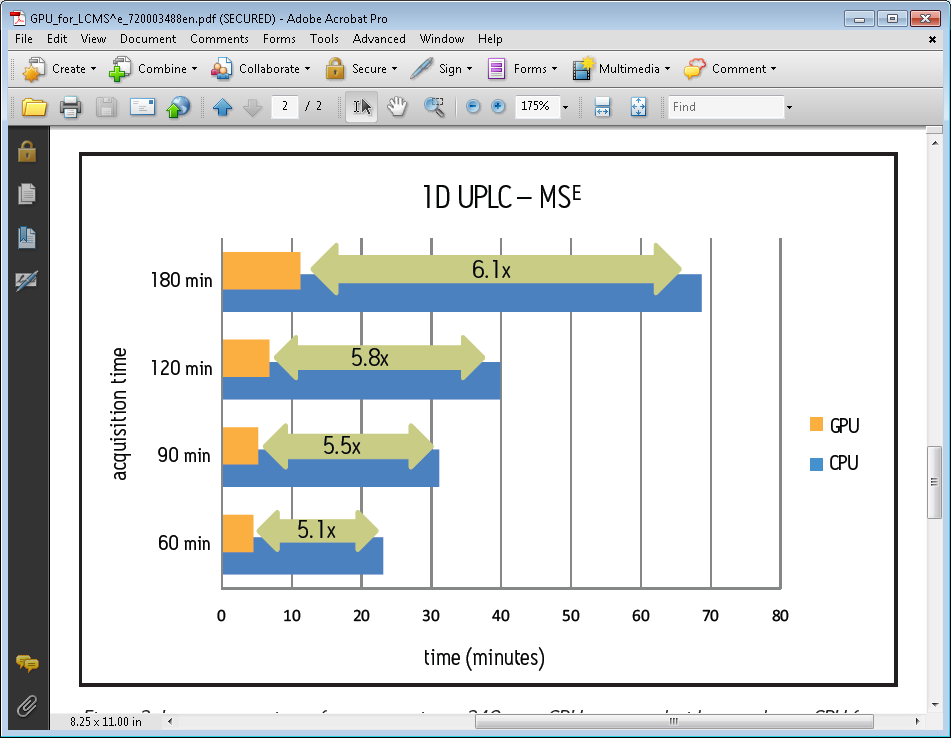 GPU_for_LCMS^e_720003488en.pdf (SECURED) - Adobe Acrobat Pro
File Edit View Document Comments Forms Tools Advanced Window Help
Create Combine Collaborate Secure Sign Forms Multimedia Comment
2 / 2 175% Find
1D UPLC – MSᴱ
180 min 6.1x
120 min 5.8x
acquisition time
90 min 5.5x
60 min 5.1x
GPU
CPU
0 10 20 30 40 50 60 70 80
time (minutes)
8.25 x 11.00 in